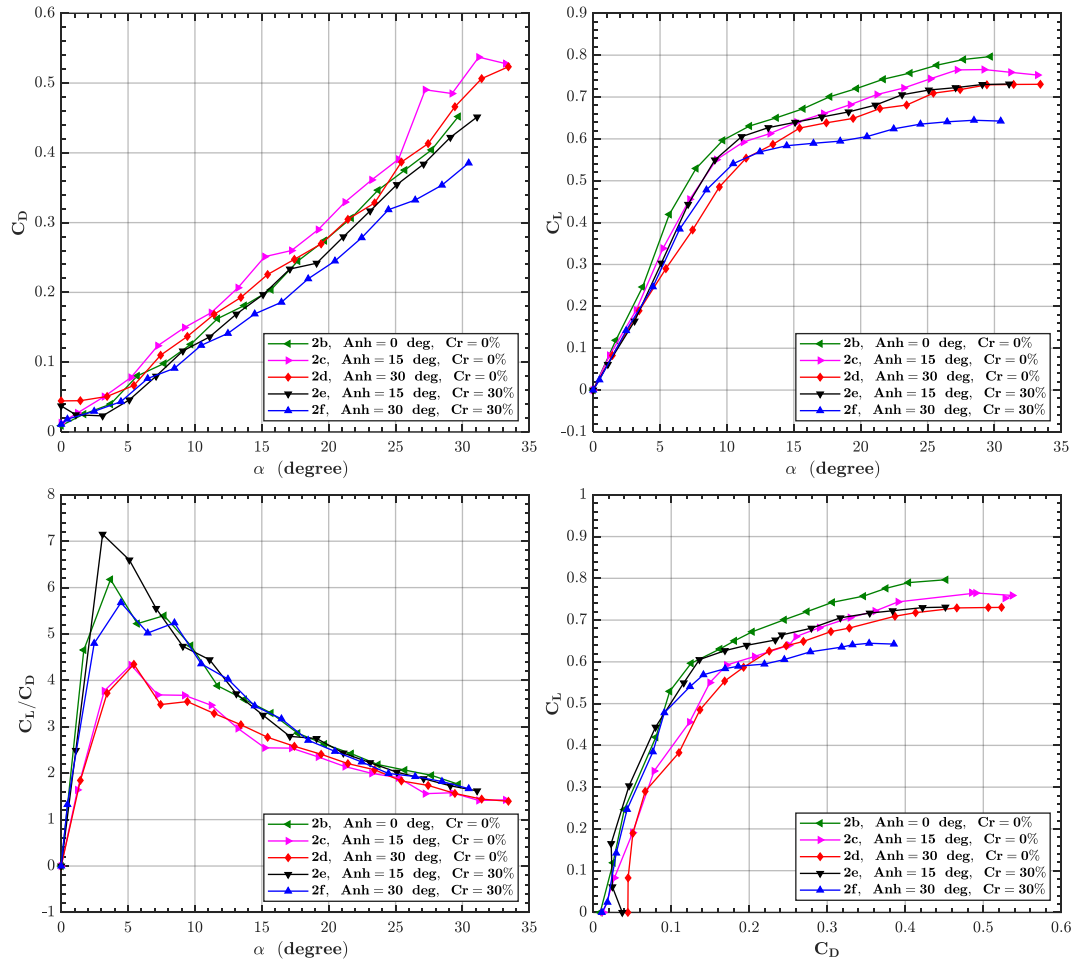 0.6
0.5
0.4
0.3
0.2
0.1
0
C_D
0 5 10 15 20 25 30 35
α (degree)
2b, Anh = 0 deg, Cr = 0%
2c, Anh = 15 deg, Cr = 0%
2d, Anh = 30 deg, Cr = 0%
2e, Anh = 15 deg, Cr = 30%
2f, Anh = 30 deg, Cr = 30%
0.9
0.8
0.7
0.6
0.5
0.4
0.3
0.2
0.1
0
-0.1
C_L
0 5 10 15 20 25 30 35
α (degree)
2b, Anh = 0 deg, Cr = 0%
2c, Anh = 15 deg, Cr = 0%
2d, Anh = 30 deg, Cr = 0%
2e, Anh = 15 deg, Cr = 30%
2f, Anh = 30 deg, Cr = 30%
8
7
6
5
4
3
2
1
0
-1
C_L/C_D
0 5 10 15 20 25 30 35
α (degree)
2b, Anh = 0 deg, Cr = 0%
2c, Anh = 15 deg, Cr = 0%
2d, Anh = 30 deg, Cr = 0%
2e, Anh = 15 deg, Cr = 30%
2f, Anh = 30 deg, Cr = 30%
1
0.9
0.8
0.7
0.6
0.5
0.4
0.3
0.2
0.1
0
C_L
0 0.1 0.2 0.3 0.4 0.5 0.6
C_D
2b, Anh = 0 deg, Cr = 0%
2c, Anh = 15 deg, Cr = 0%
2d, Anh = 30 deg, Cr = 0%
2e, Anh = 15 deg, Cr = 30%
2f, Anh = 30 deg, Cr = 30%